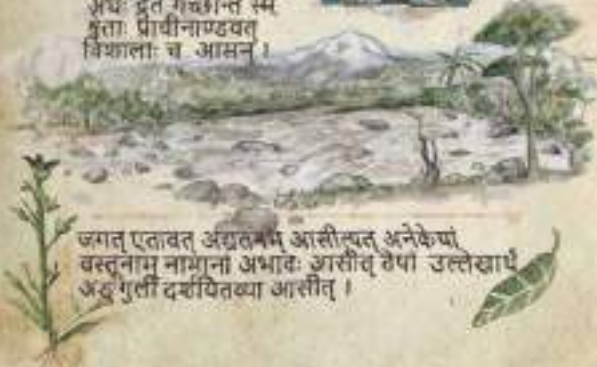 अधः द्रुतं गच्छन्ति स्म
श्वेताः प्राचीनाण्डवत्
विशालाः च आसन् ।
जगत् एतावत् अद्यतनम् आसीत्यत् अनेकेषां
वस्तूनाम् नामानां अभावः आसीत् तेषां उल्लेखार्थं
अङ्गुली दर्शयितव्या आसीत् ।